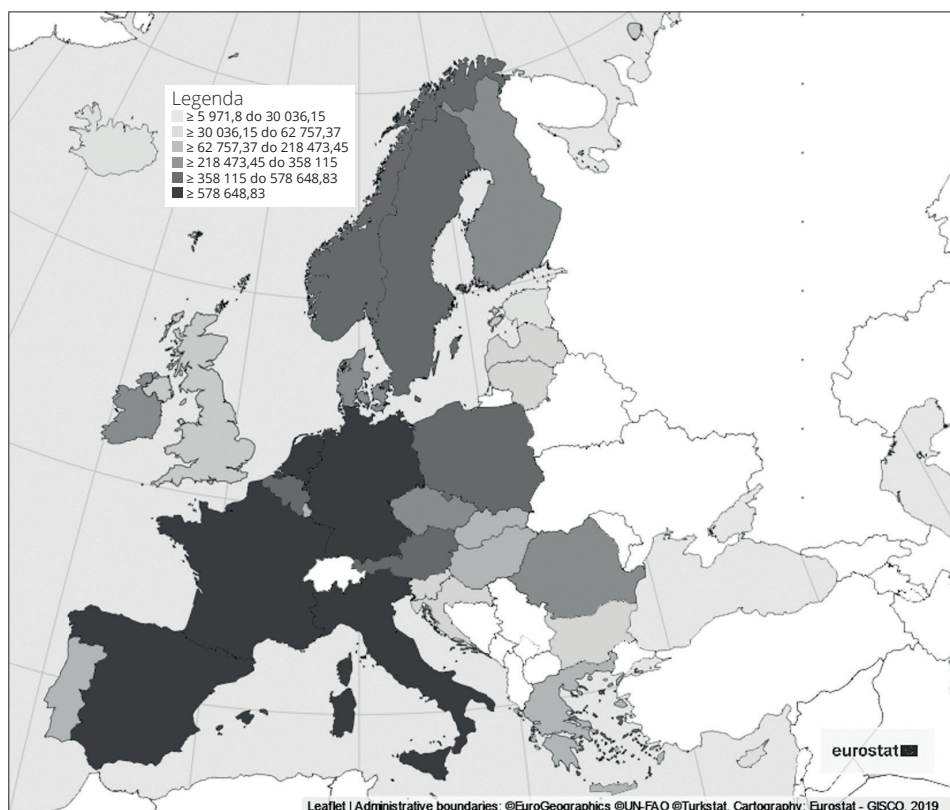 Legenda
≥ 5 971,8 do 30 036,15
≥ 30 036,15 do 62 757,37
≥ 62 757,37 do 218 473,45
≥ 218 473,45 do 358 115
≥ 358 115 do 578 648,83
≥ 578 648,83
eurostat
Leaflet | Administrative boundaries: ©EuroGeographics ©UN-FAO ©Turkstat, Cartography: Eurostat - GISCO, 2019